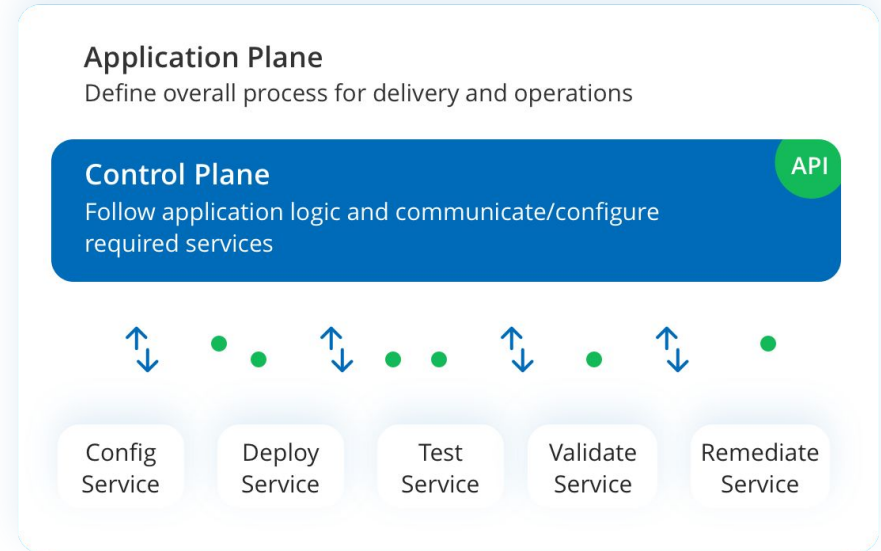 Application Plane
Define overall process for delivery and operations
Control Plane
API
Follow application logic and communicate/configure
required services
Config
Service
Deploy
Service
Test
Service
Validate
Service
Remediate
Service